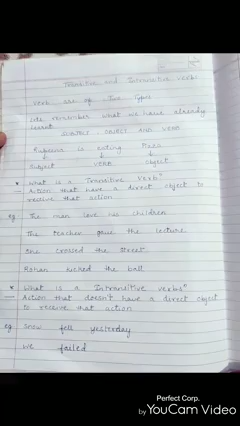 Transitive and Intransitive verb
Verb are of Two Types
Lets remember what we have already
learnt
SUBJECT, OBJECT AND VERB
is eating Pizza
Subject verb object
* What is a Transitive Verb?
Action that have a direct object to
receive that action
eg The man love his children
The teacher gave the lecture
She crossed the street
Rohan kicked the ball
* What is a Intransitive verbs?
Action that doesn't have a direct object
to receive that action
eg Snow fell yesterday
We failed
Perfect Corp.
by YouCam Video